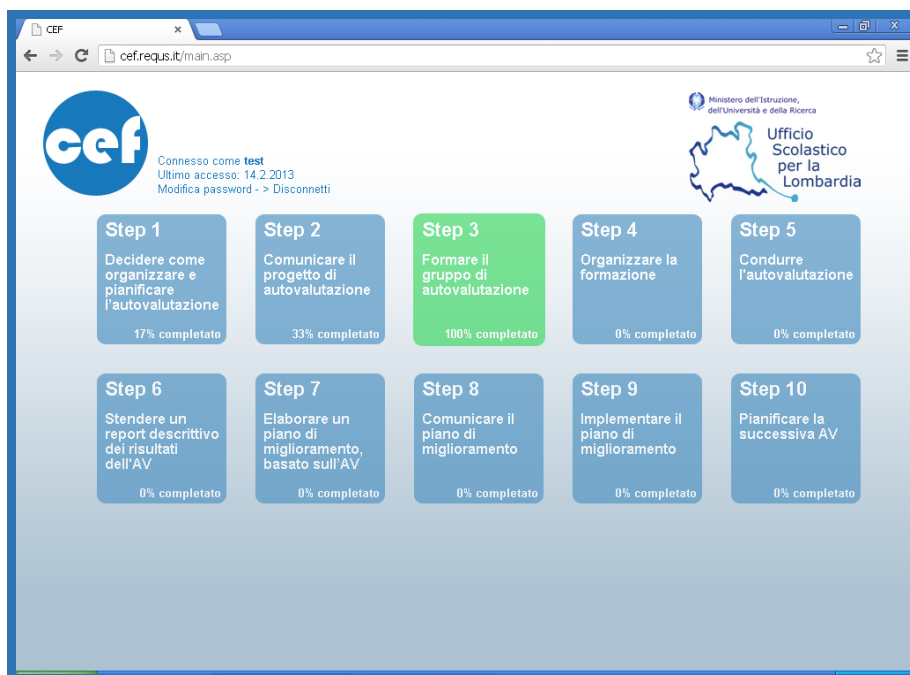 CEF
cef.requs.it/main.asp
cef
Ministero dell'Istruzione,
dell'Università e della Ricerca
Ufficio
Scolastico
per la
Lombardia
Connesso come test
Ultimo accesso: 14.2.2013
Modifica password - > Disconnetti
Step 1
Decidere come
organizzare e
pianificare
l'autovalutazione
17% completato
Step 2
Comunicare il
progetto di
autovalutazione
33% completato
Step 3
Formare il
gruppo di
autovalutazione
100% completato
Step 4
Organizzare la
formazione
0% completato
Step 5
Condurre
l'autovalutazione
0% completato
Step 6
Stendere un
report descrittivo
dei risultati
dell'AV
0% completato
Step 7
Elaborare un
piano di
miglioramento,
basato sull'AV
0% completato
Step 8
Comunicare il
piano di
miglioramento
0% completato
Step 9
Implementare il
piano di
miglioramento
0% completato
Step 10
Pianificare la
successiva AV
0% completato